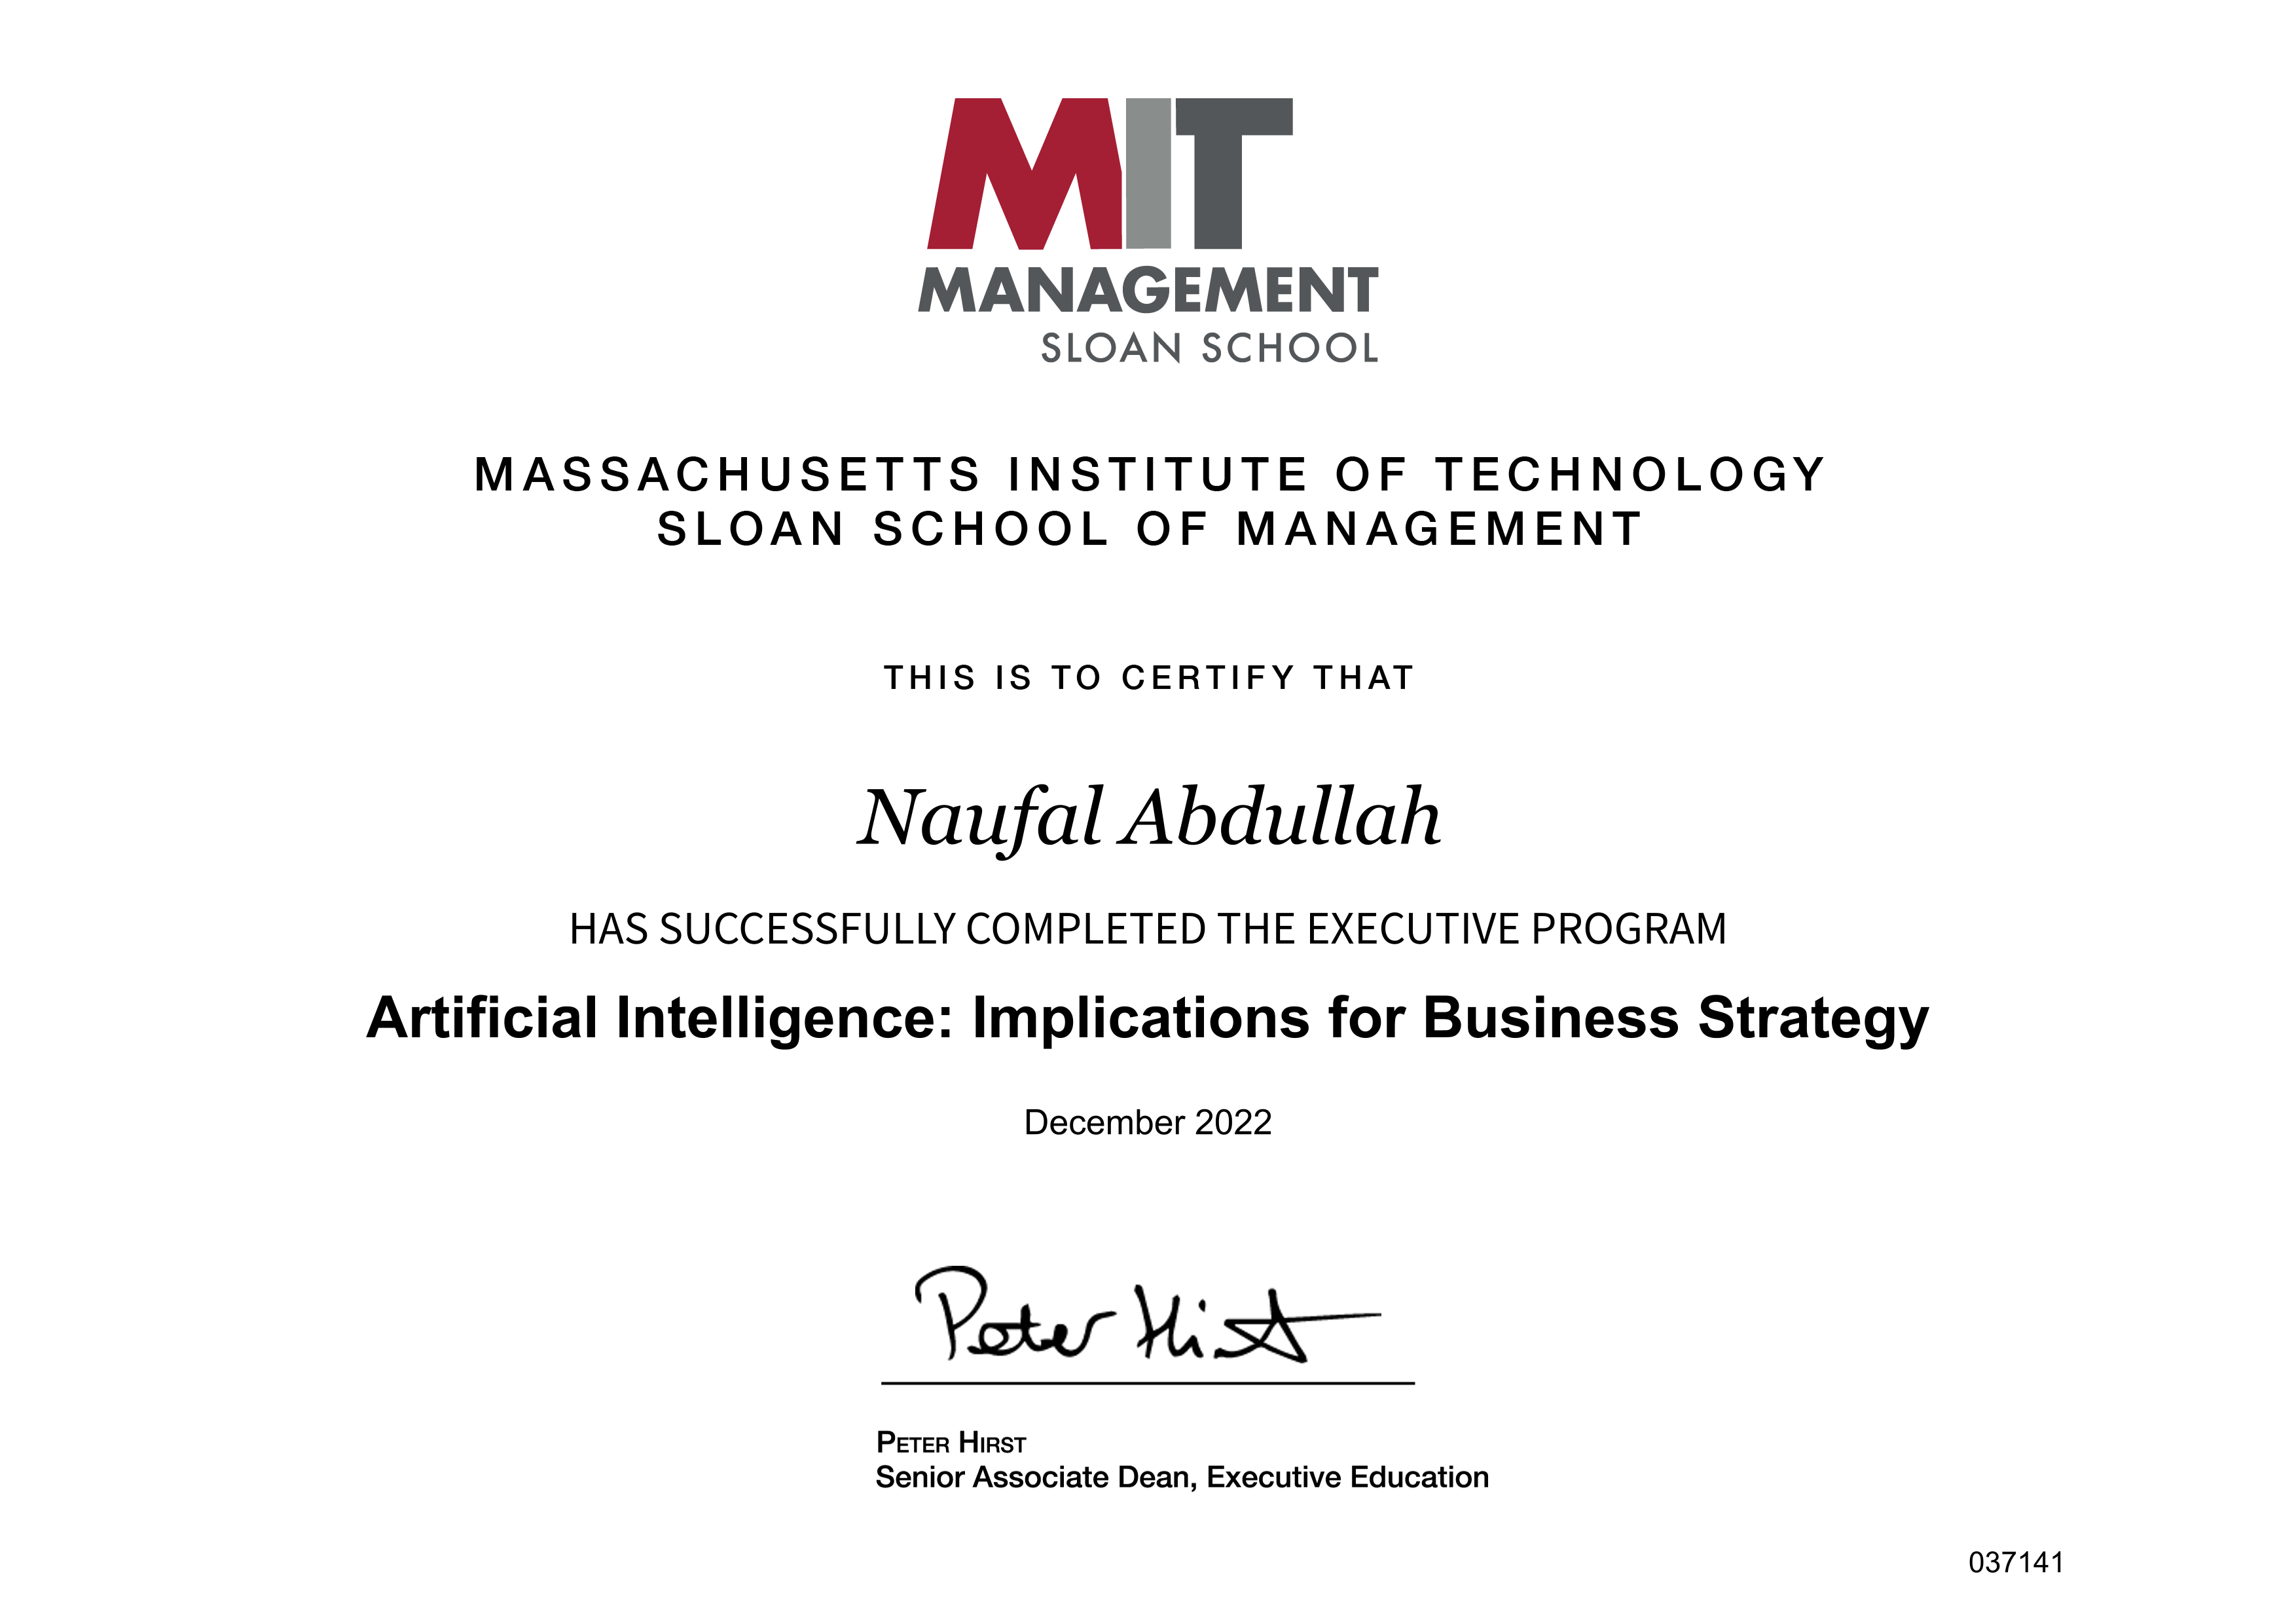 MIT
MANAGEMENT
SLOAN SCHOOL
MASSACHUSETTS INSTITUTE OF TECHNOLOGY
SLOAN SCHOOL OF MANAGEMENT
THIS IS TO CERTIFY THAT
Naufal Abdullah
HAS SUCCESSFULLY COMPLETED THE EXECUTIVE PROGRAM
Artificial Intelligence: Implications for Business Strategy
December 2022
Peter Hirst
PETER HIRST
Senior Associate Dean, Executive Education
037141